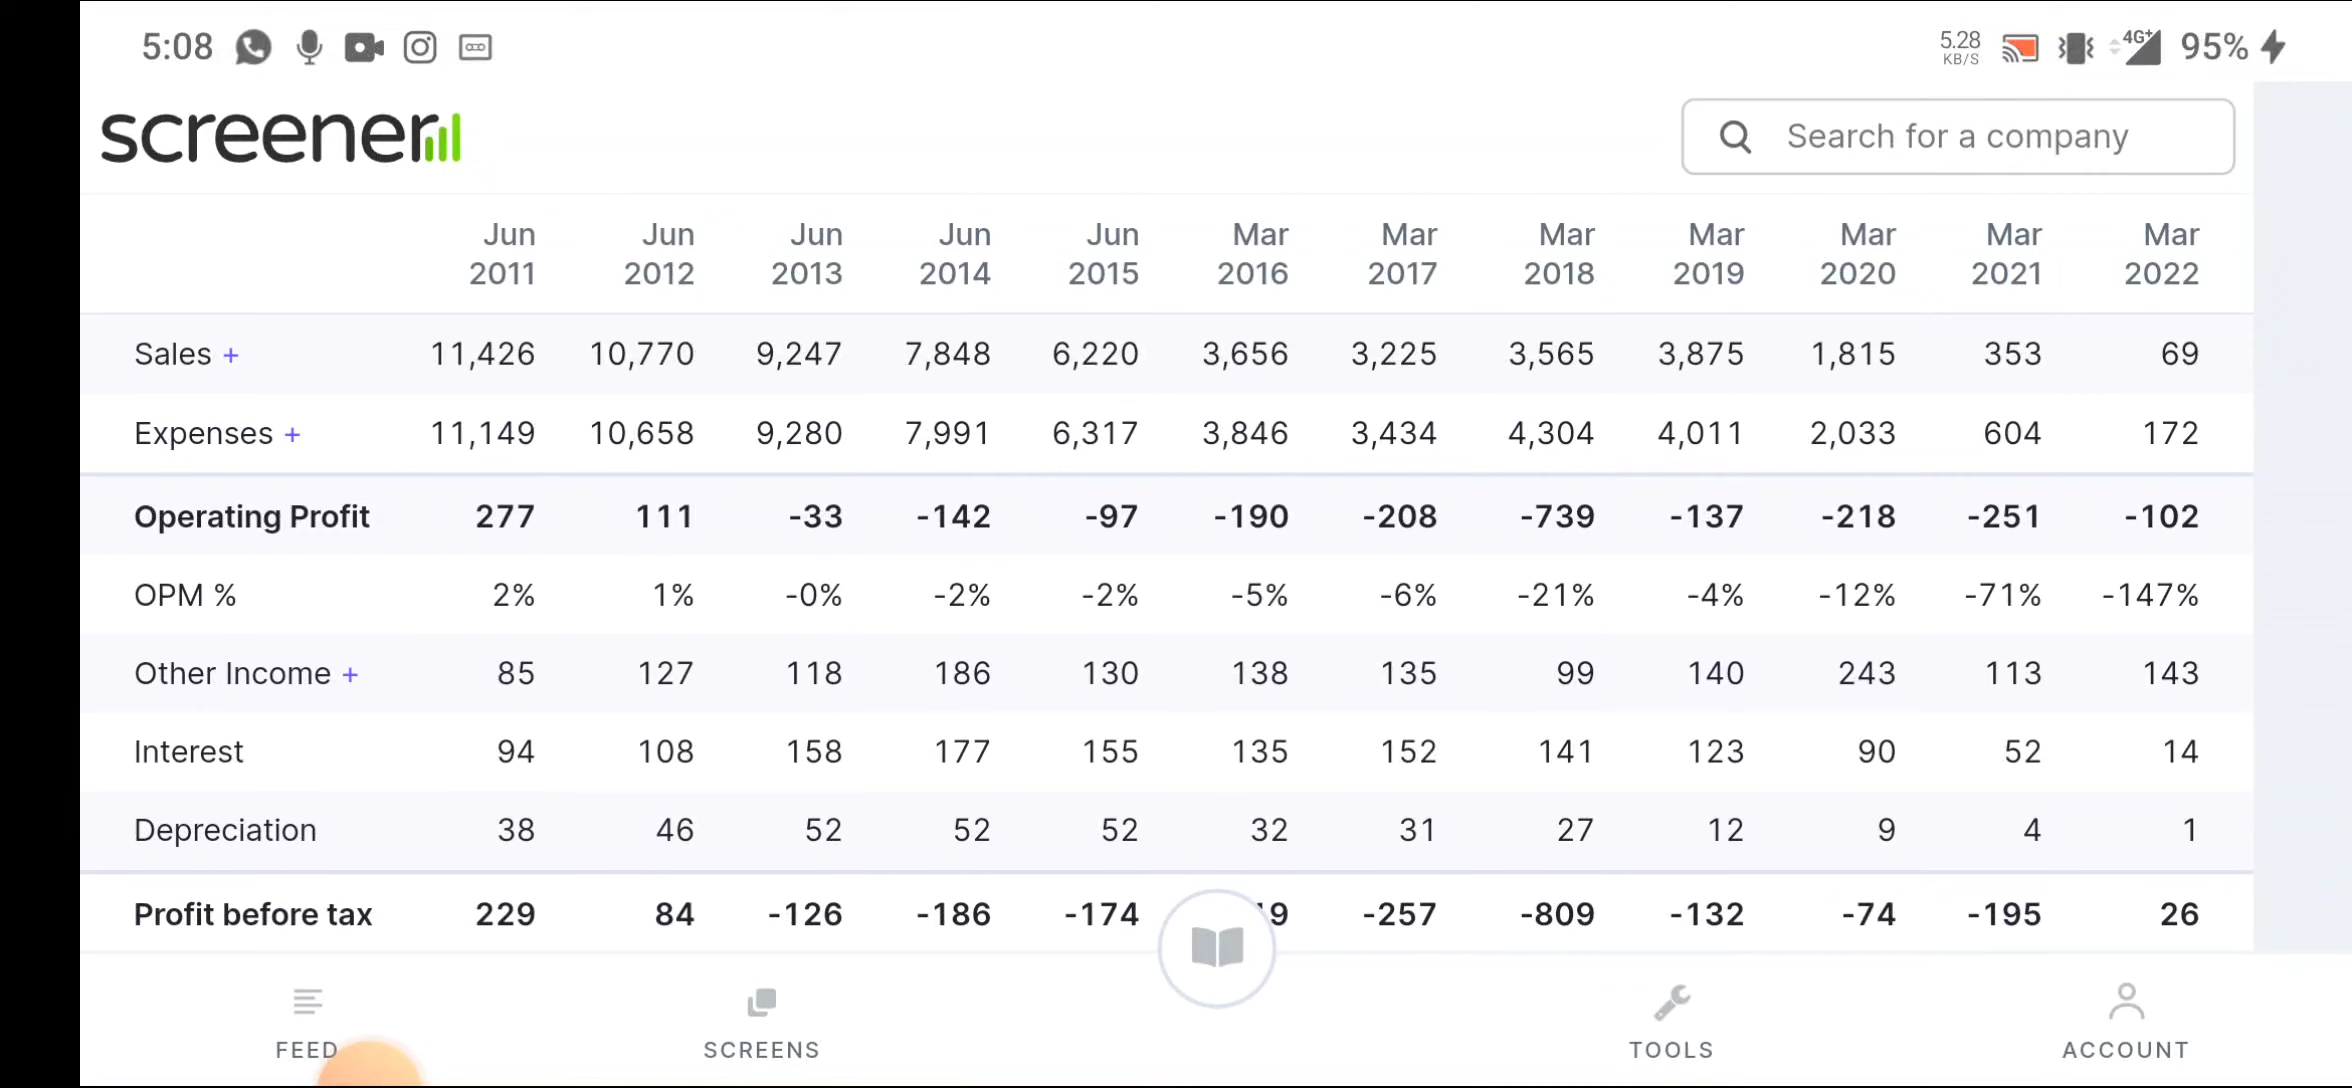 5:08 5.28 KB/S 4G+ 95%
screener Search for a company
Jun 2011 Jun 2012 Jun 2013 Jun 2014 Jun 2015 Mar 2016 Mar 2017 Mar 2018 Mar 2019 Mar 2020 Mar 2021 Mar 2022
Sales + 11,426 10,770 9,247 7,848 6,220 3,656 3,225 3,565 3,875 1,815 353 69
Expenses + 11,149 10,658 9,280 7,991 6,317 3,846 3,434 4,304 4,011 2,033 604 172
Operating Profit 277 111 -33 -142 -97 -190 -208 -739 -137 -218 -251 -102
OPM % 2% 1% -0% -2% -2% -5% -6% -21% -4% -12% -71% -147%
Other Income + 85 127 118 186 130 138 135 99 140 243 113 143
Interest 94 108 158 177 155 135 152 141 123 90 52 14
Depreciation 38 46 52 52 52 32 31 27 12 9 4 1
Profit before tax 229 84 -126 -186 -174 -257 -809 -132 -74 -195 26
FEED SCREENS TOOLS ACCOUNT